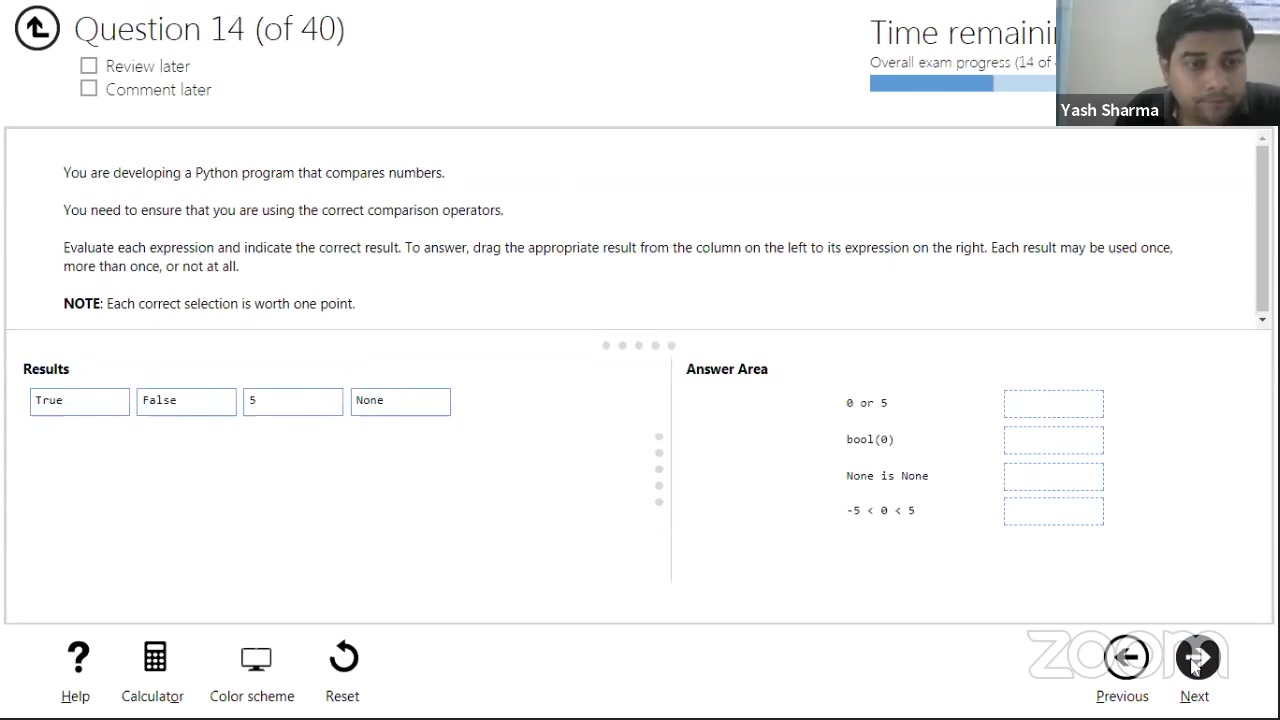 Question 14 (of 40)
Review later
Comment later
Time remaini
Overall exam progress (14 of
Yash Sharma
You are developing a Python program that compares numbers.
You need to ensure that you are using the correct comparison operators.
Evaluate each expression and indicate the correct result. To answer, drag the appropriate result from the column on the left to its expression on the right. Each result may be used once,
more than once, or not at all.
NOTE: Each correct selection is worth one point.
Results
True
False
5
None
Answer Area
0 or 5
bool(0)
None is None
-5 < 0 < 5
zoom
? Help
Calculator
Color scheme
Reset
Previous
Next